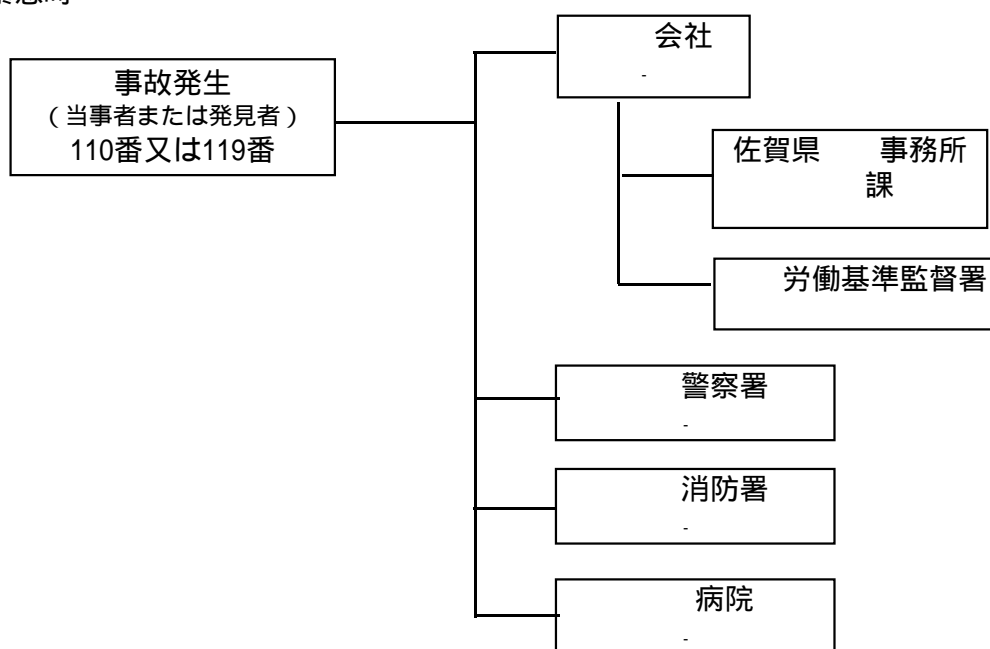 事故発生
（当事者または発見者）
110番又は119番
会社
-
佐賀県　　事務所
課
労働基準監督署
警察署
-
消防署
-
病院
-